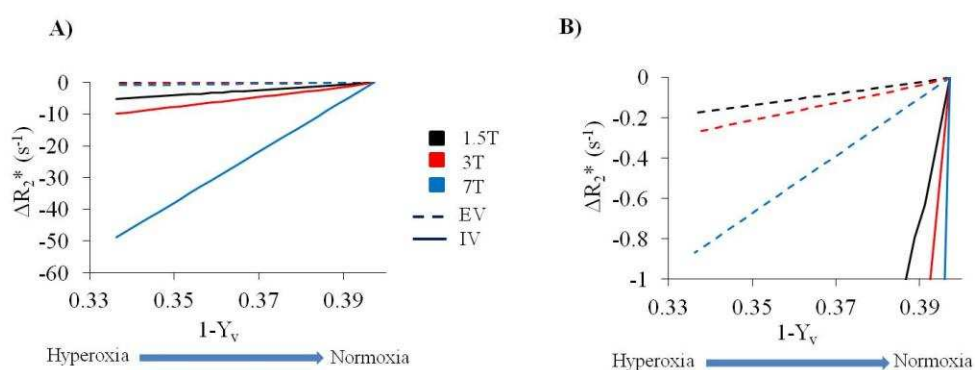 A)
0
-10
-20
-30
-40
-50
-60
ΔR₂* (s⁻¹)
0.33 0.35 0.37 0.39
1-Yᵥ
Hyperoxia Normoxia
1.5T
3T
7T
EV
IV
B)
0
-0.2
-0.4
-0.6
-0.8
-1
ΔR₂* (s⁻¹)
0.33 0.35 0.37 0.39
1-Yᵥ
Hyperoxia Normoxia